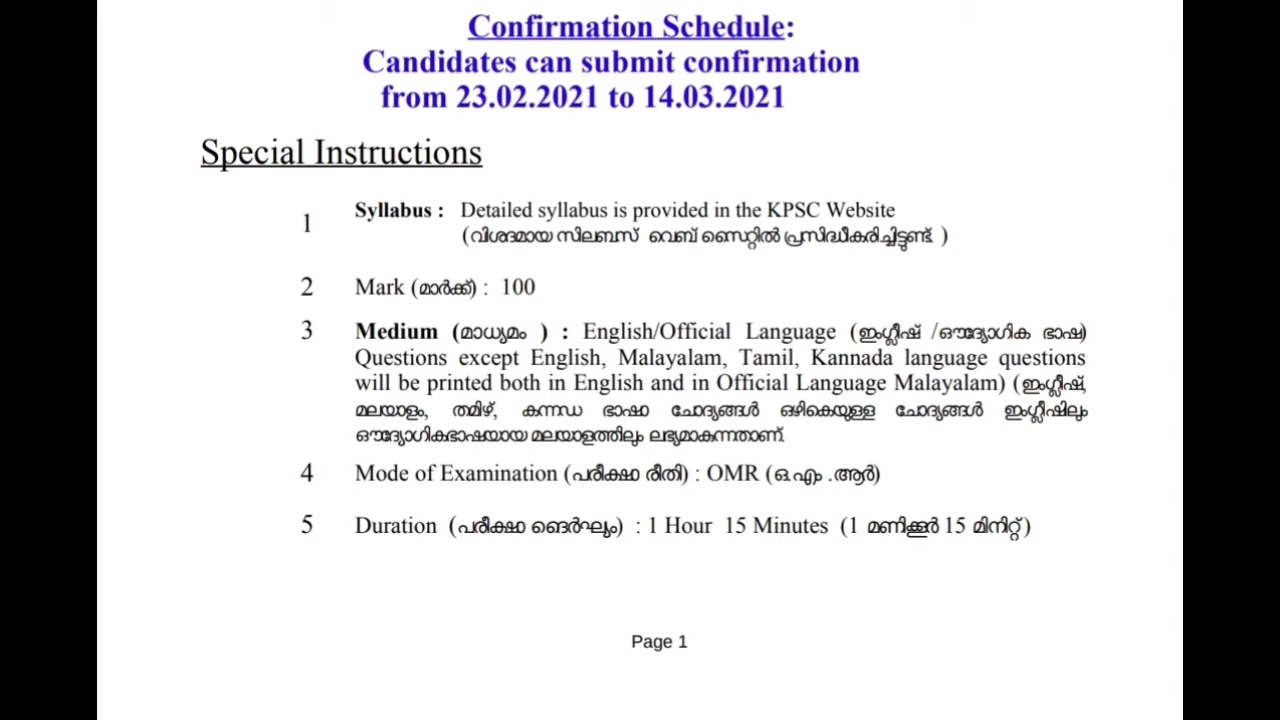 Confirmation Schedule:
Candidates can submit confirmation
from 23.02.2021 to 14.03.2021
Special Instructions
1 Syllabus : Detailed syllabus is provided in the KPSC Website
(വിശദമായ സിലബസ് വെബ് സൈറ്റിൽ പ്രസിദ്ധീകരിച്ചിട്ടുണ്ട്. )
2 Mark (മാർക്ക്) : 100
3 Medium (മാധ്യമം ) : English/Official Language (ഇംഗ്ലീഷ് /ഔദ്യോഗിക ഭാഷ)
Questions except English, Malayalam, Tamil, Kannada language questions
will be printed both in English and in Official Language Malayalam) (ഇംഗ്ലീഷ്,
മലയാളം, തമിഴ്, കന്നഡ ഭാഷാ ചോദ്യങ്ങൾ ഒഴികെയുള്ള ചോദ്യങ്ങൾ ഇംഗ്ലീഷിലും
ഔദ്യോഗികഭാഷയായ മലയാളത്തിലും ലഭ്യമാകുന്നതാണ്.
4 Mode of Examination (പരീക്ഷാ രീതി) : OMR (ഒ.എം .ആർ)
5 Duration (പരീക്ഷാ ദൈർഘ്യം) : 1 Hour 15 Minutes (1 മണിക്കൂർ 15 മിനിറ്റ് )
Page 1